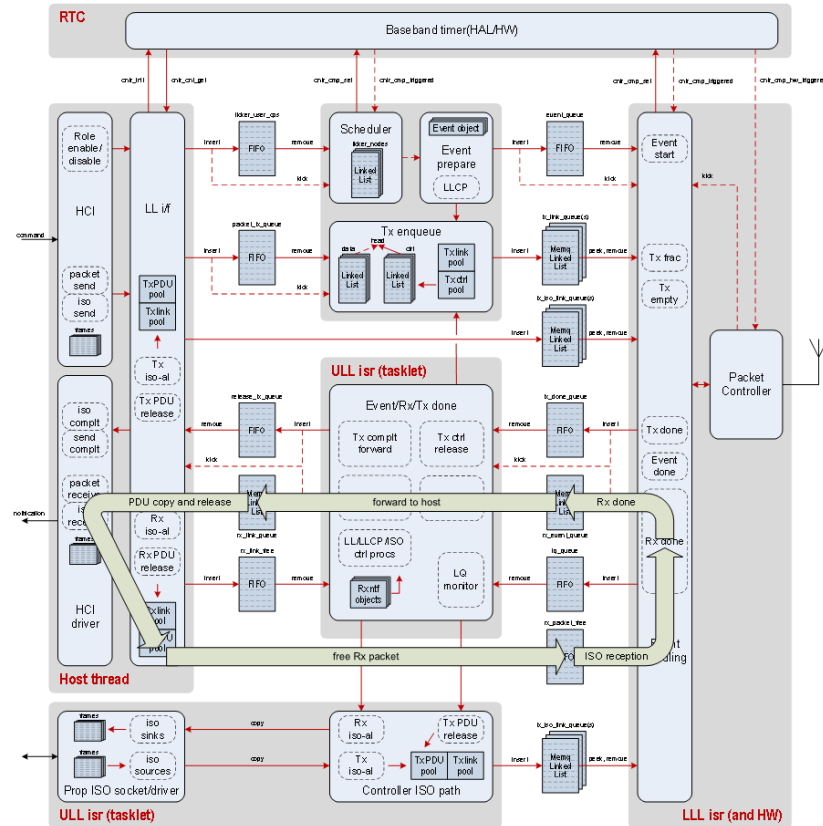 RTC
Baseband timer(HAL/HW)
cntr_cmp_set
cntr_cmp_triggered
cntr_cmp_set
cntr_cmp_triggered
cntr_cmp_hw_triggered
Role
enable/
disable
HCI
LL i/f
insert
FIFO
remove
kick
Scheduler
ticker_nodes
Linked
List
Event object
Event
prepare
LLCP
insert
event_queue
FIFO
remove
kick
Event
start
kick
command
packet
send
iso
send
frames
TxPDU
pool
Txlink
pool
Tx
iso-al
Tx PDU
release
packet_tx_queue
insert
FIFO
remove
kick
Tx enqueue
data
head
ctrl
Linked
List
Linked
List
Txlink
pool
Txctrl
pool
tx_link_queue(s)
insert
Memq
Linked
List
peek, remove
Tx frac
Tx
empty
tx_iso_link_queue(s)
insert
Memq
Linked
List
peek, remove
Packet
Controller
ULL isr (tasklet)
iso
complt
send
complt
release_tx_queue
remove
FIFO
insert
kick
Event/Rx/Tx done
Tx complt
forward
Tx ctrl
release
tx_done_queue
remove
FIFO
insert
kick
Tx done
Event
done
packet
receive
PDU copy and release
Memq
forward to host
Memq
Rx done
notification
frames
Rx
iso-al
Rx PDU
release
rx_link_queue
LL/LLCP/ISO
ctrl procs
Rx done
rx_link_free
insert
FIFO
remove
Rx ntf
objects
LQ
monitor
lq_queue
remove
FIFO
insert
HCI
driver
Txlink
pool
pool
rx_packet_free
free Rx packet
ISO reception
Host thread
frames
iso
sinks
copy
Rx
iso-al
Tx PDU
release
tx_iso_link_queue(s)
frames
iso
sources
copy
Tx
iso-al
TxPDU
pool
Txlink
pool
insert
Memq
Linked
List
peek, remove
Prop ISO socket/driver
Controller ISO path
ULL isr (tasklet)
LLL isr (and HW)